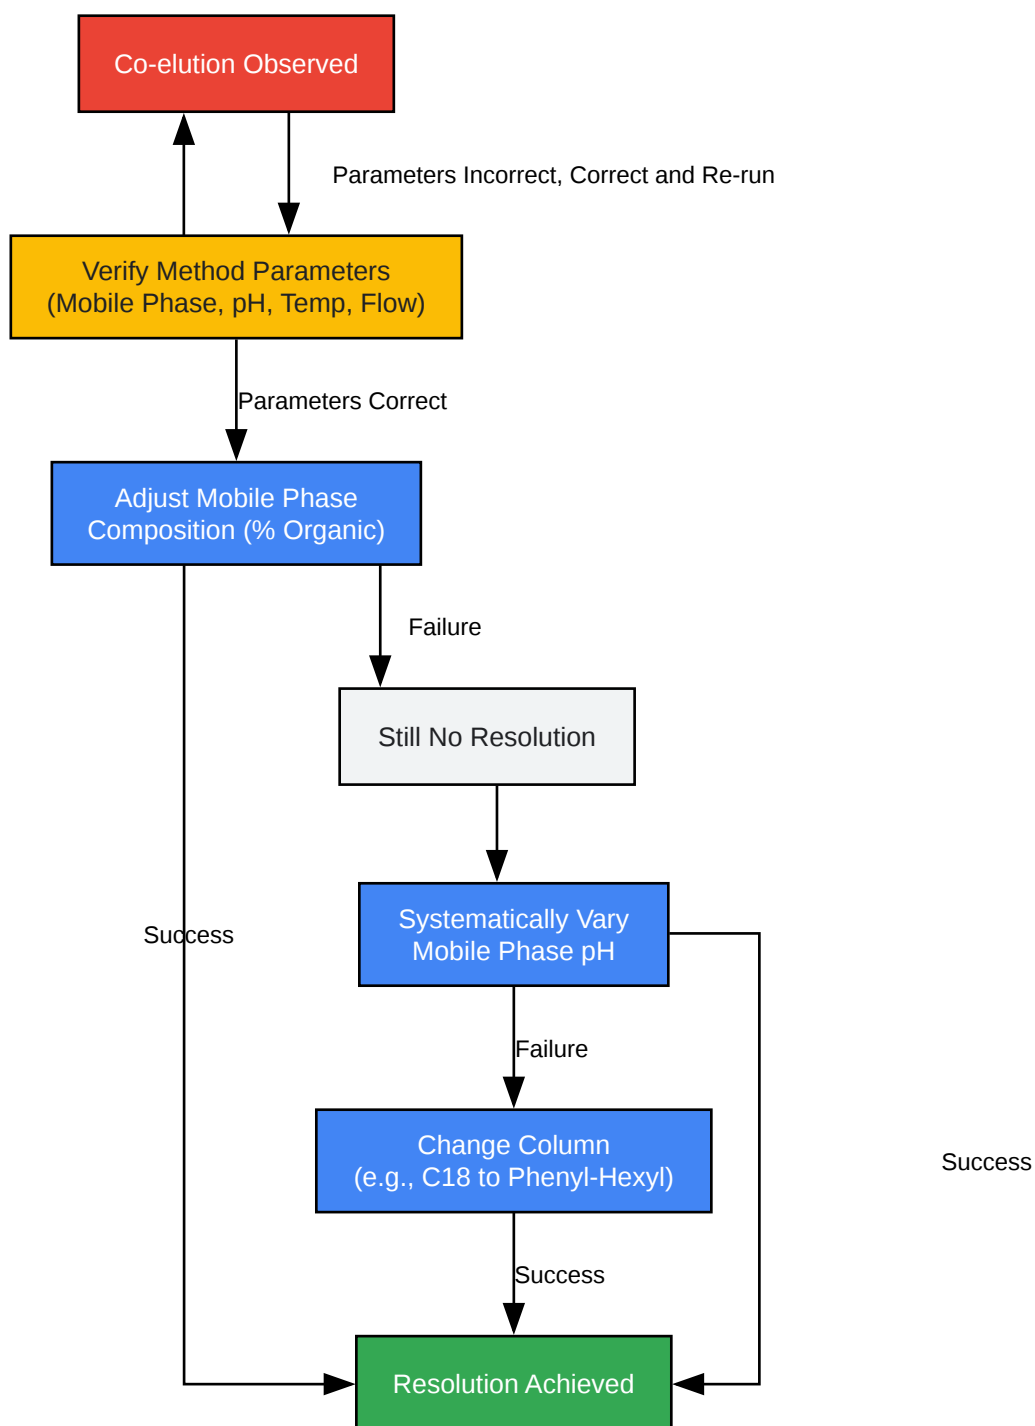 Co-elution Observed
Parameters Incorrect, Correct and Re-run
Verify Method Parameters
(Mobile Phase, pH, Temp, Flow)
Parameters Correct
Adjust Mobile Phase
Composition (% Organic)
Failure
Still No Resolution
Systematically Vary
Mobile Phase pH
Success
Failure
Change Column
(e.g., C18 to Phenyl-Hexyl)
Success
Success
Resolution Achieved